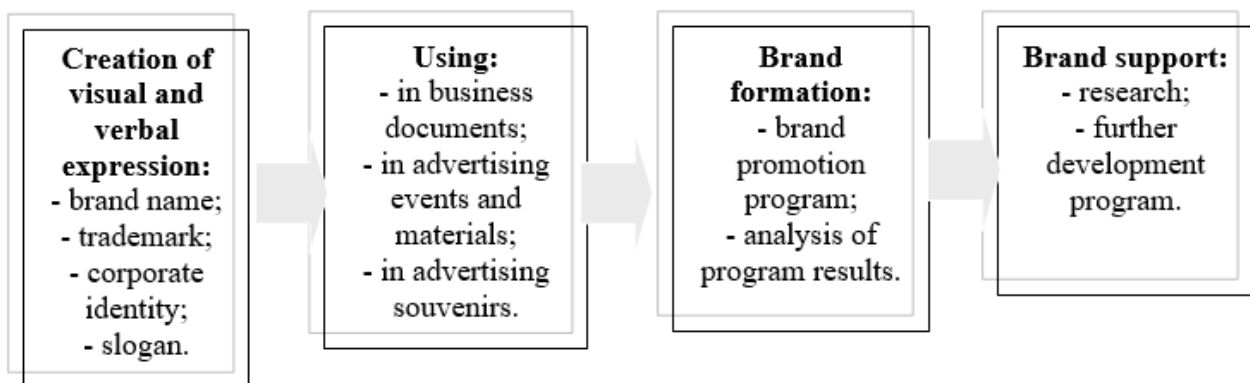 Creation of
visual and
verbal
expression:
- brand name;
- trademark;
- corporate
identity;
- slogan.
Using:
- in business
documents;
- in advertising
events and
materials;
- in advertising
souvenirs.
Brand
formation:
- brand
promotion
program;
- analysis of
program results.
Brand support:
- research;
- further
development
program.